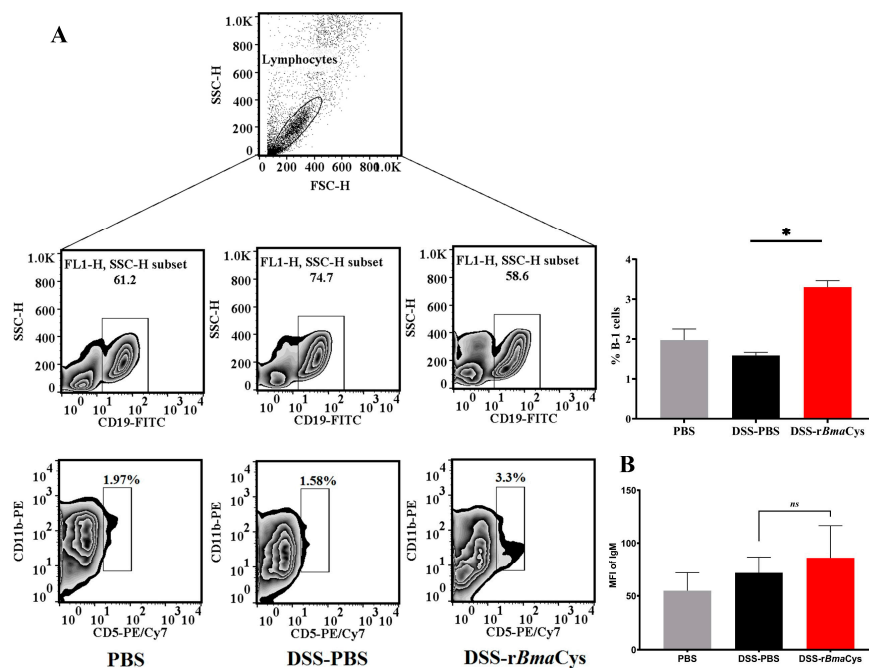 A
1.0K
800
Lymphocytes
600
400
200
0
SSC-H
0 200 400 600 800 1.0K
FSC-H
1.0K
800
600
400
200
0
SSC-H
FL1-H, SSC-H subset
61.2
10^0 10^1 10^2 10^3 10^4
CD19-FITC
1.0K
800
600
400
200
0
SSC-H
FL1-H, SSC-H subset
74.7
10^0 10^1 10^2 10^3 10^4
CD19-FITC
1.0K
800
600
400
200
0
SSC-H
FL1-H, SSC-H subset
58.6
10^0 10^1 10^2 10^3 10^4
CD19-FITC
*
4
3
2
1
0
% B-1 cells
PBS DSS-PBS DSS-rBmaCys
1.97%
10^4
10^3
10^2
10^1
10^0
CD11b-PE
10^0 10^1 10^2 10^3 10^4
CD5-PE/Cy7
PBS
1.58%
10^4
10^3
10^2
10^1
10^0
CD11b-PE
10^0 10^1 10^2 10^3 10^4
CD5-PE/Cy7
DSS-PBS
3.3%
10^4
10^3
10^2
10^1
10^0
CD11b-PE
10^0 10^1 10^2 10^3 10^4
CD5-PE/Cy7
DSS-rBmaCys
B
150
100
50
0
MFI of IgM
ns
PBS DSS-PBS DSS-rBmaCys